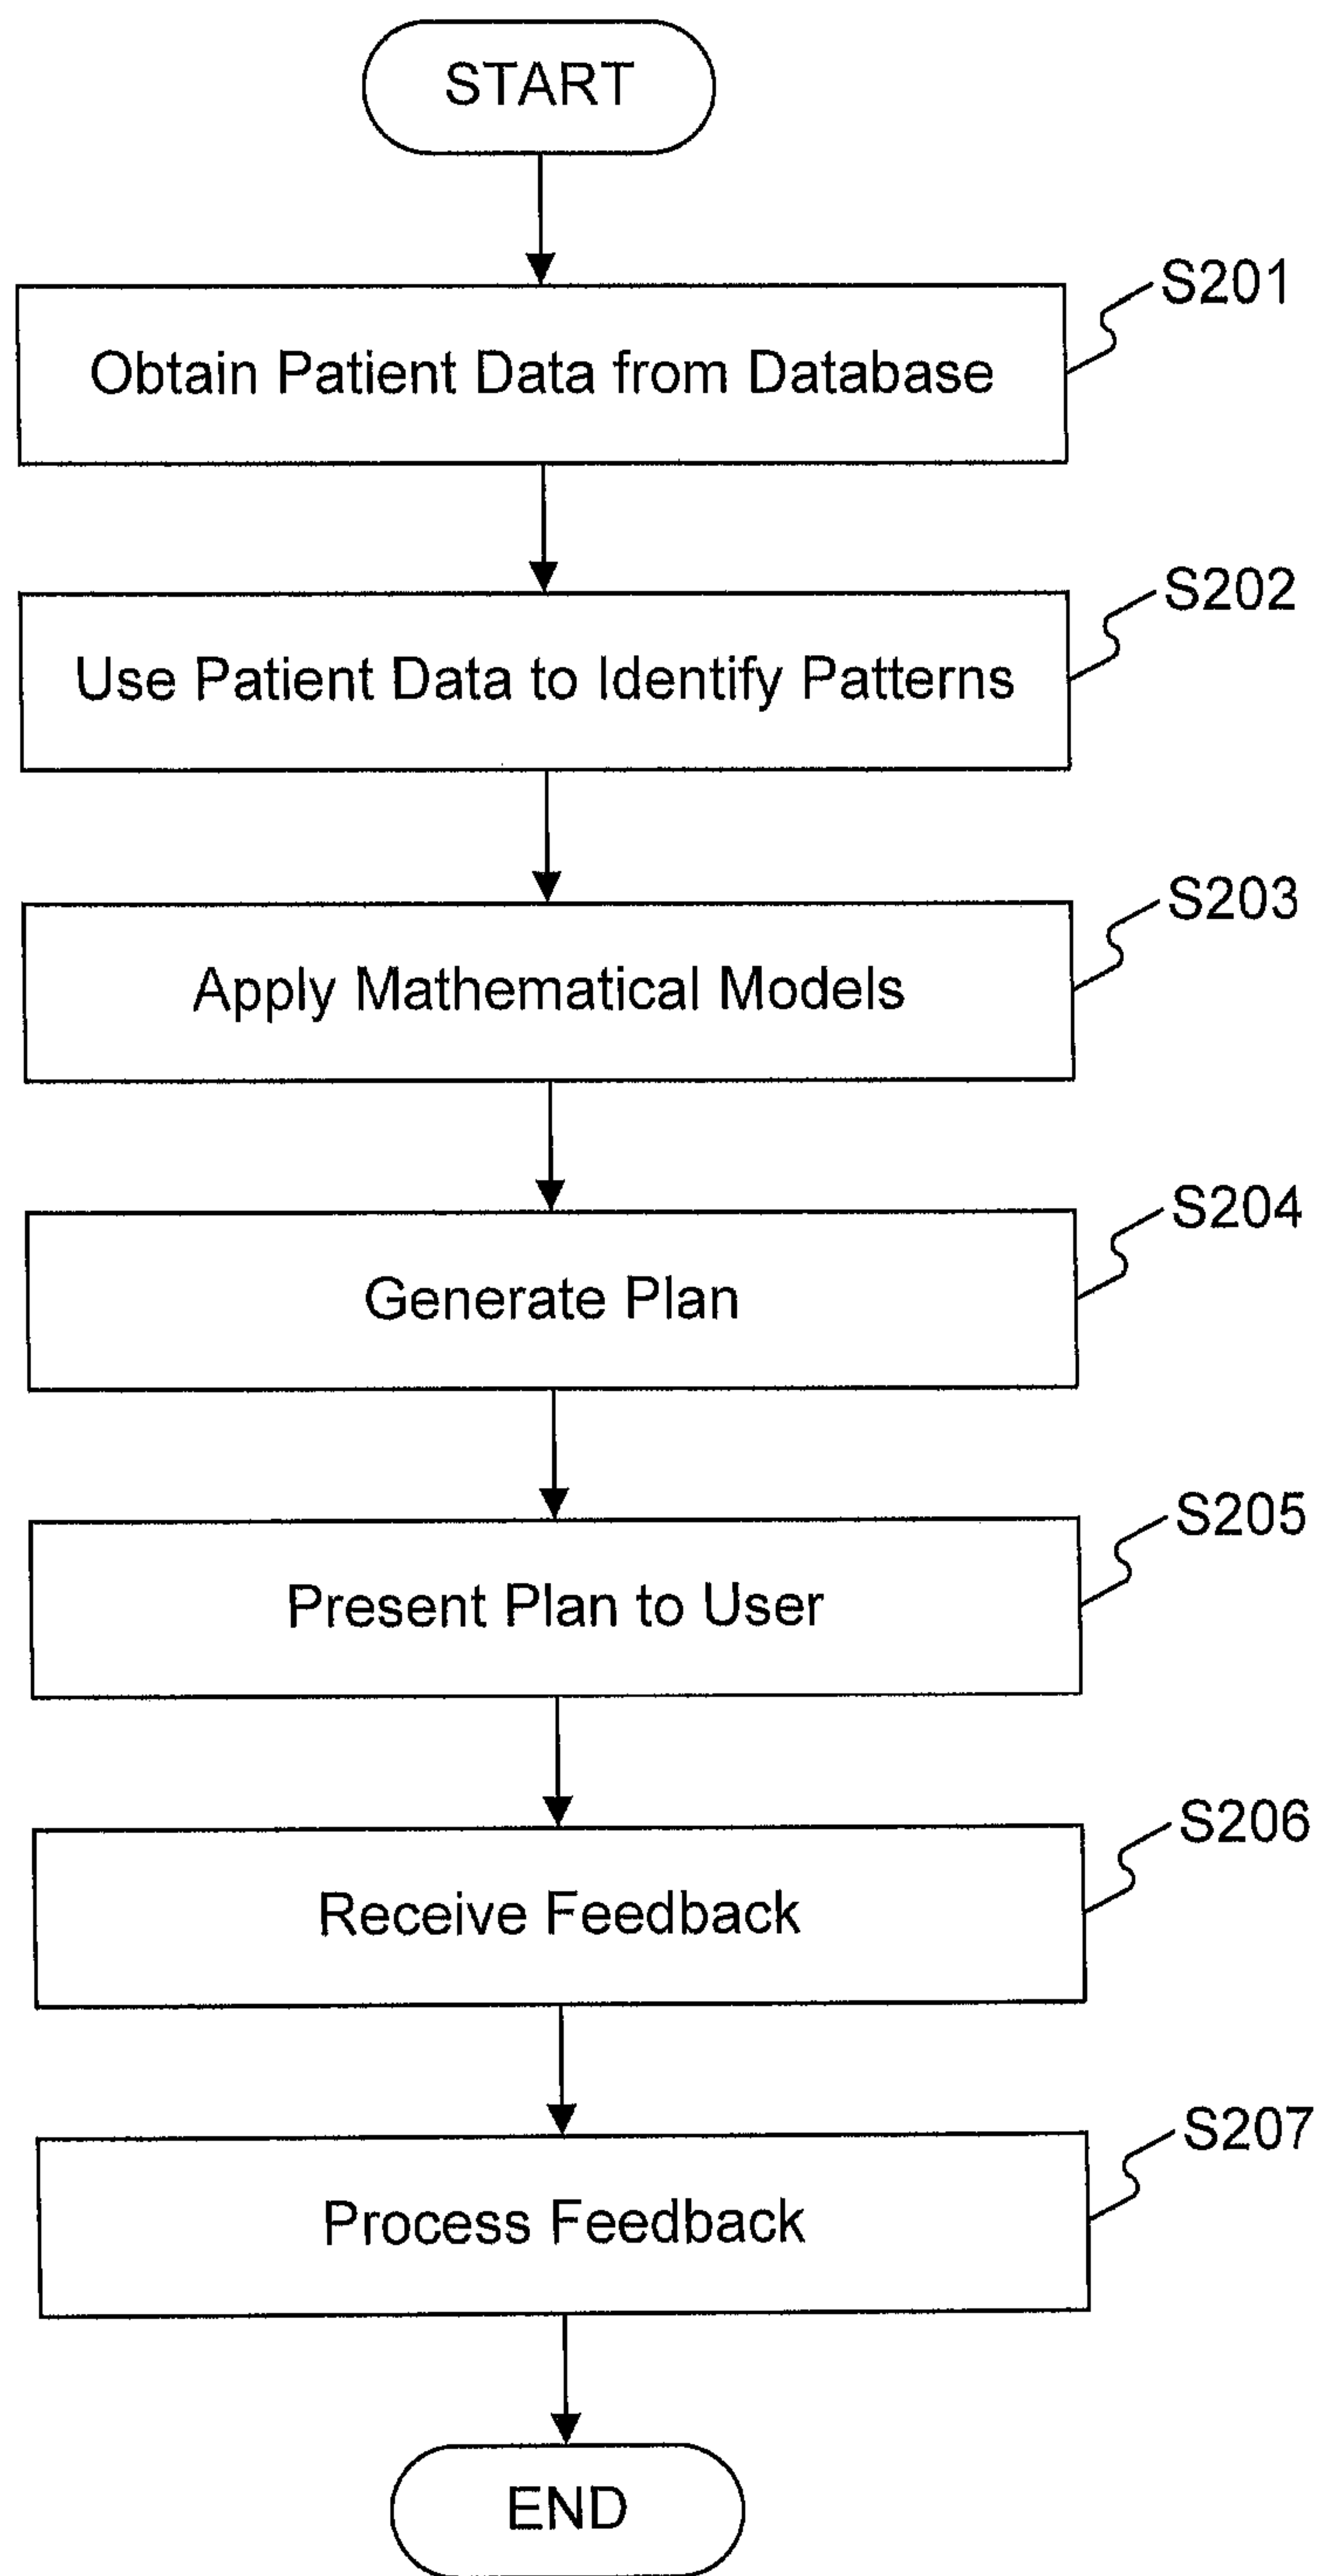 START
S201
Obtain Patient Data from Database
S202
Use Patient Data to Identify Patterns
S203
Apply Mathematical Models
S204
Generate Plan
S205
Present Plan to User
S206
Receive Feedback
S207
Process Feedback
END